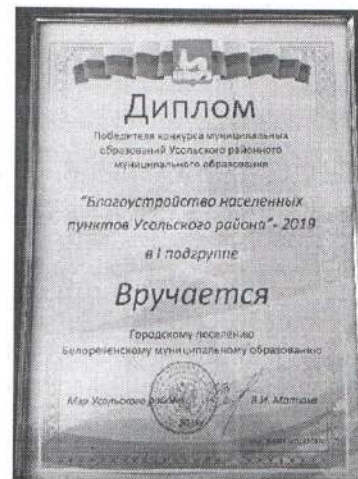 Диплом
Победителя конкурса муниципальных
образований Усольского районного
муниципального образования
"Благоустройство населенных
пунктов Усольского района"- 2019
в I подгруппе
Вручается
Городскому поселению
Белореченскому муниципальному образованию
Мэр Усольского района В.И. Матюха